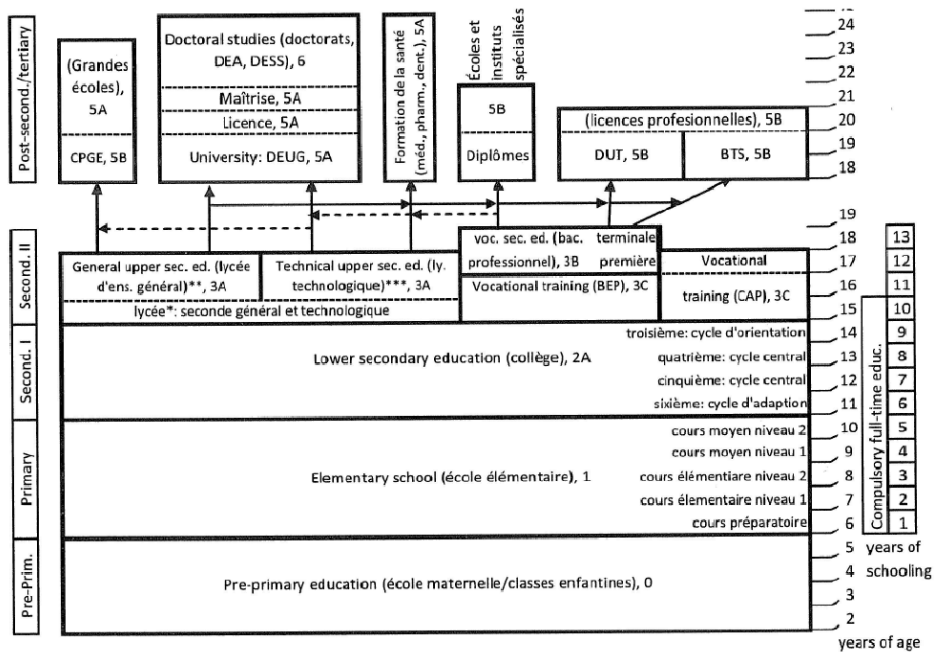 Post-second./tertiary
(Grandes
écoles),
5A
CPGE, 5B
Doctoral studies (doctorats,
DEA, DESS), 6
Maîtrise, 5A
Licence, 5A
University: DEUG, 5A
Formation de la santé
(méd., pharm., dent.), 5A
Écoles et
instituts
spécialisés
5B
Diplômes
(licences profesionnelles), 5B
DUT, 5B
BTS, 5B
24
23
22
21
20
19
18
Second. II
General upper sec. ed. (lycée
d'ens. général)**, 3A
Technical upper sec. ed. (ly.
technologique)***, 3A
lycée*: seconde général et technologique
voc. sec. ed. (bac. terminale
professionnel), 3B première
Vocational training (BEP), 3C
Vocational
training (CAP), 3C
19
18
17
16
15
13
12
11
10
Second. I
Lower secondary education (collège), 2A
troisième: cycle d'orientation
quatrième: cycle central
cinquième: cycle central
sixième: cycle d'adaption
14
13
12
11
9
8
7
6
Compulsory full-time educ.
Primary
Elementary school (école élémentaire), 1
cours moyen niveau 2
cours moyen niveau 1
cours élémentiare niveau 2
cours élementaire niveau 1
cours préparatoire
10
9
8
7
6
5
4
3
2
1
Pre-Prim.
Pre-primary education (école maternelle/classes enfantines), 0
5
4
3
2
years of
schooling
years of age